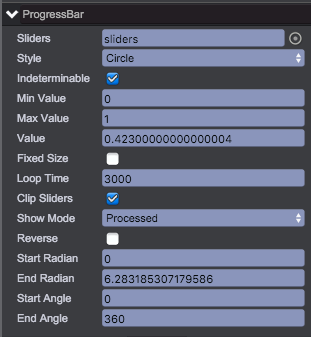 ProgressBar
Sliders sliders
Style Circle
Indeterminable
Min Value 0
Max Value 1
Value 0.42300000000000004
Fixed Size
Loop Time 3000
Clip Sliders
Show Mode Processed
Reverse
Start Radian 0
End Radian 6.283185307179586
Start Angle 0
End Angle 360